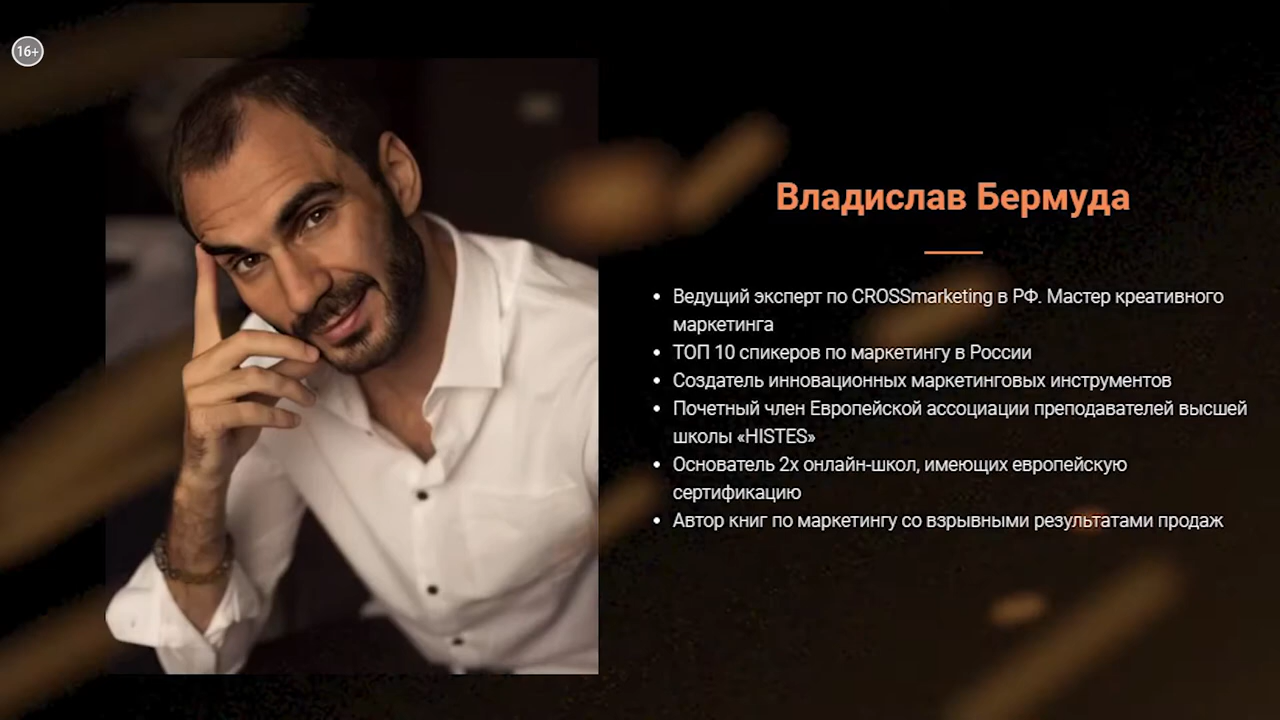 16+
Владислав Бермуда
• Ведущий эксперт по CROSSmarketing в РФ. Мастер креативного
маркетинга
• ТОП 10 спикеров по маркетингу в России
• Создатель инновационных маркетинговых инструментов
• Почетный член Европейской ассоциации преподавателей высшей
школы «HISTES»
• Основатель 2х онлайн-школ, имеющих европейскую
сертификацию
• Автор книг по маркетингу со взрывными результатами продаж